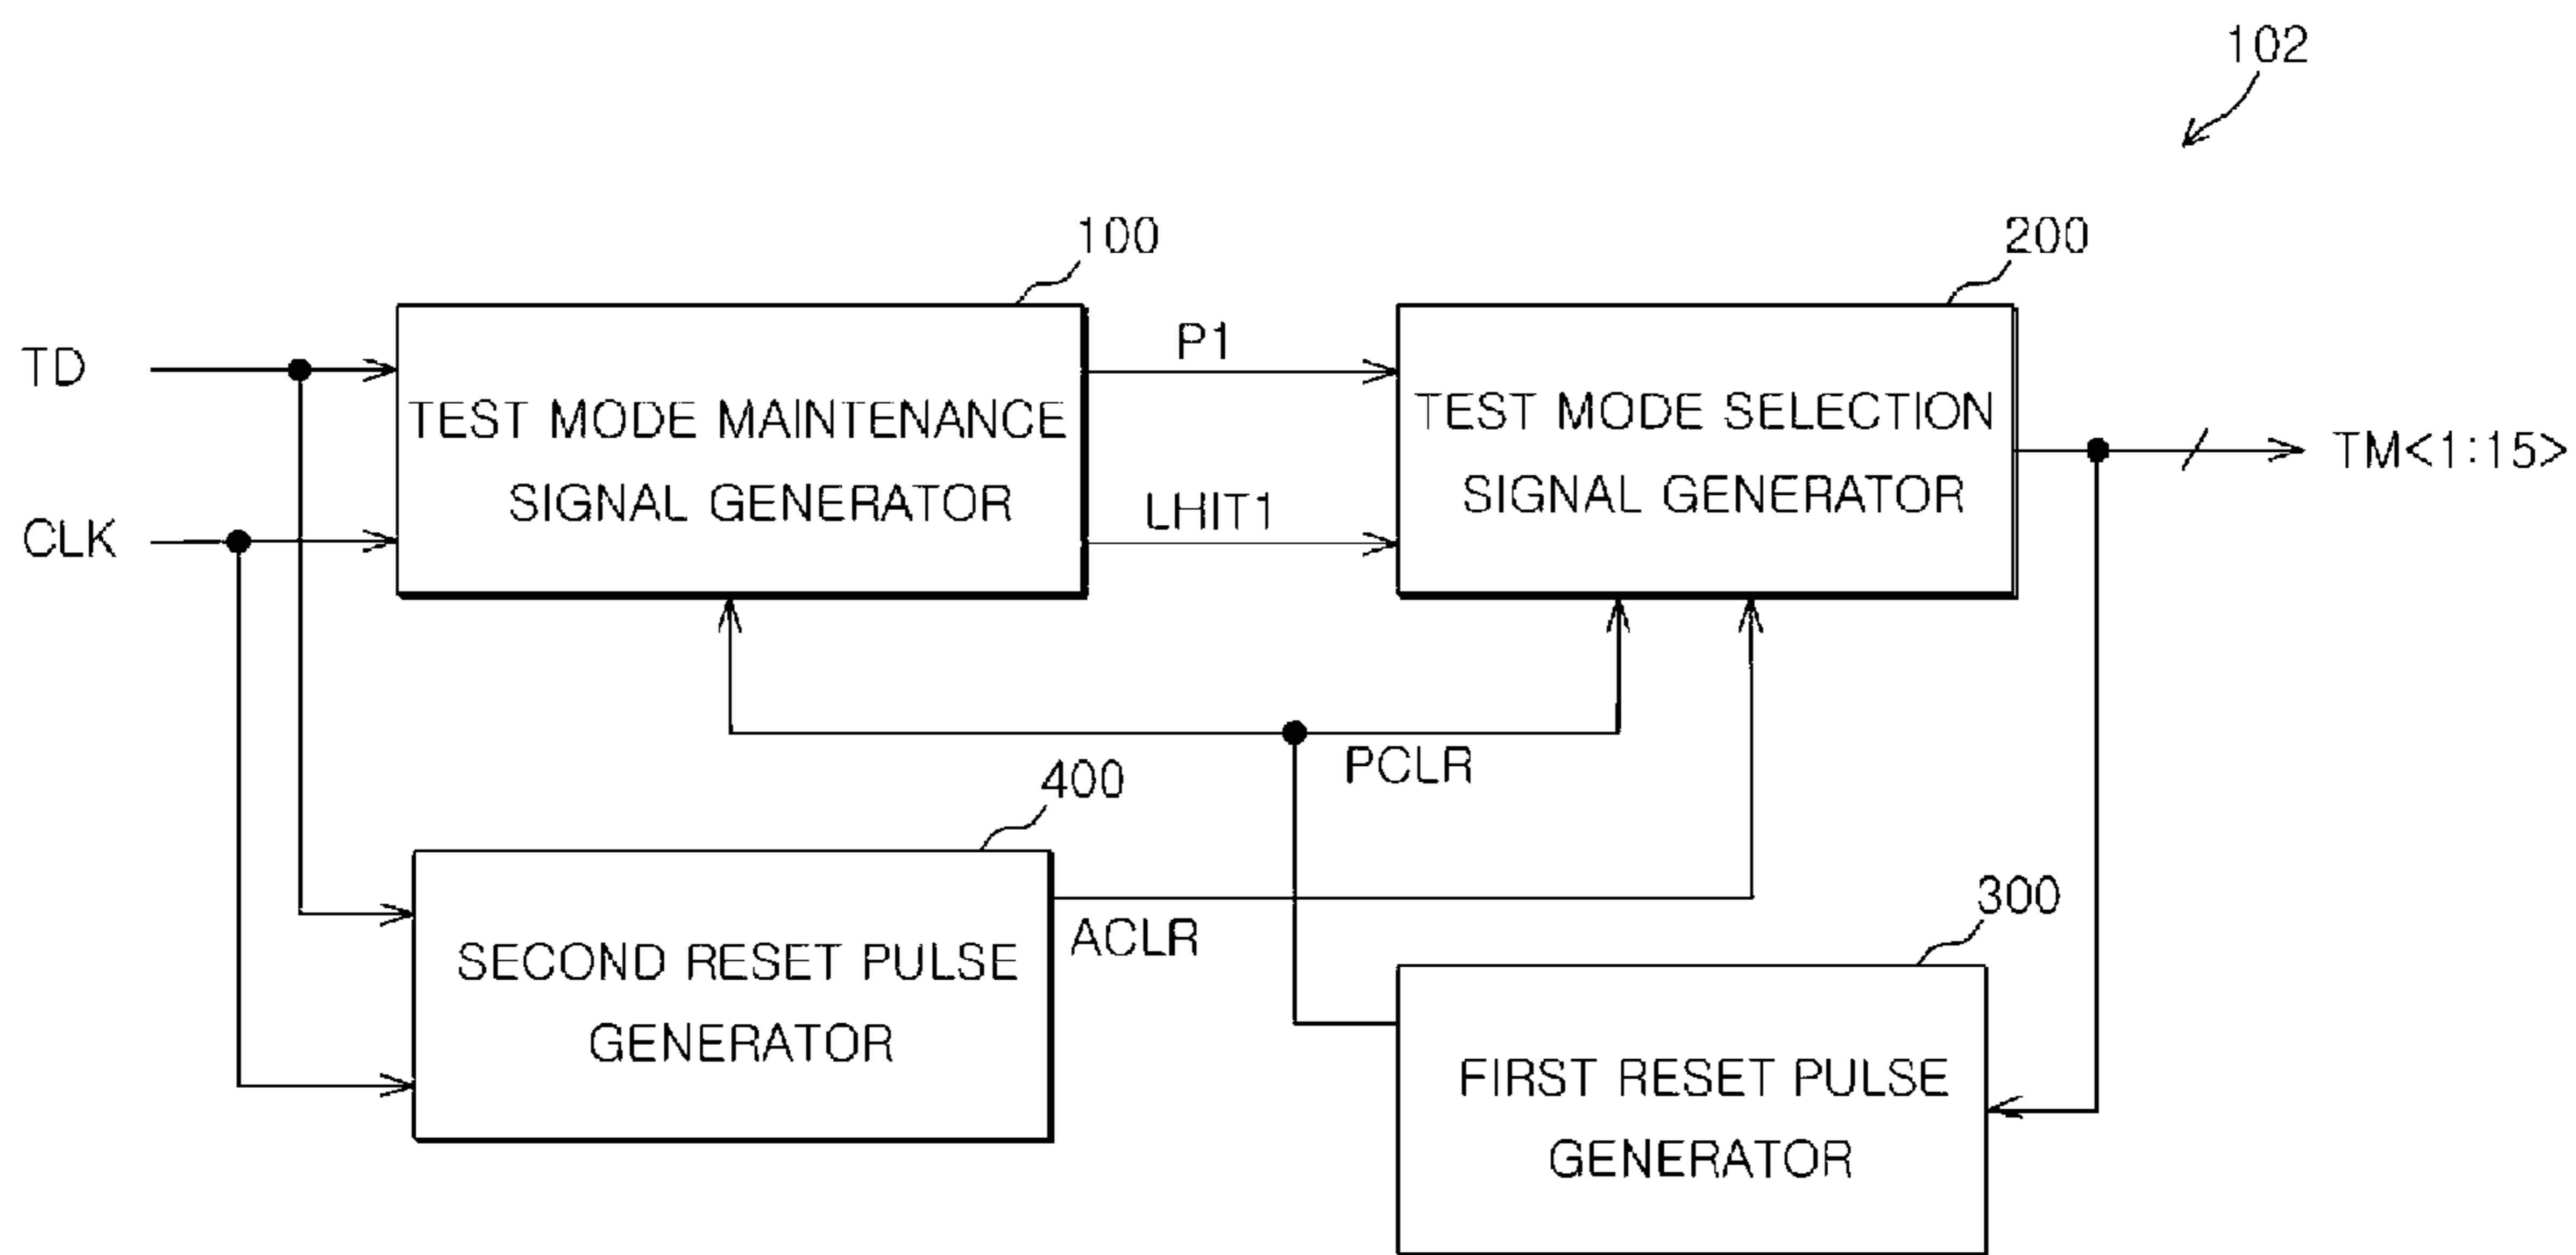 102
100
200
TD
P1
TEST MODE MAINTENANCE
SIGNAL GENERATOR
TEST MODE SELECTION
SIGNAL GENERATOR
TM<1:15>
CLK
LHIT1
PCLR
400
300
ACLR
SECOND RESET PULSE
GENERATOR
FIRST RESET PULSE
GENERATOR